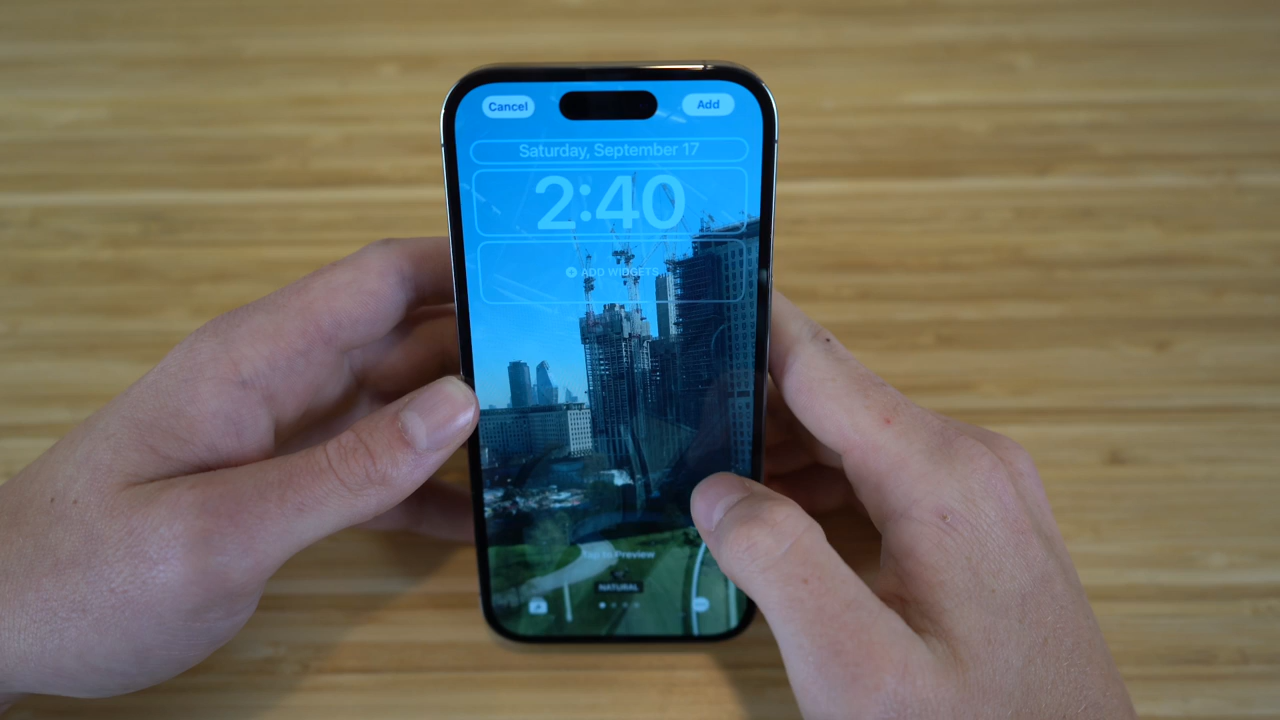 Cancel
Add
Saturday, September 17
2:40
ADD WIDGETS
Tap to Preview
NATURAL